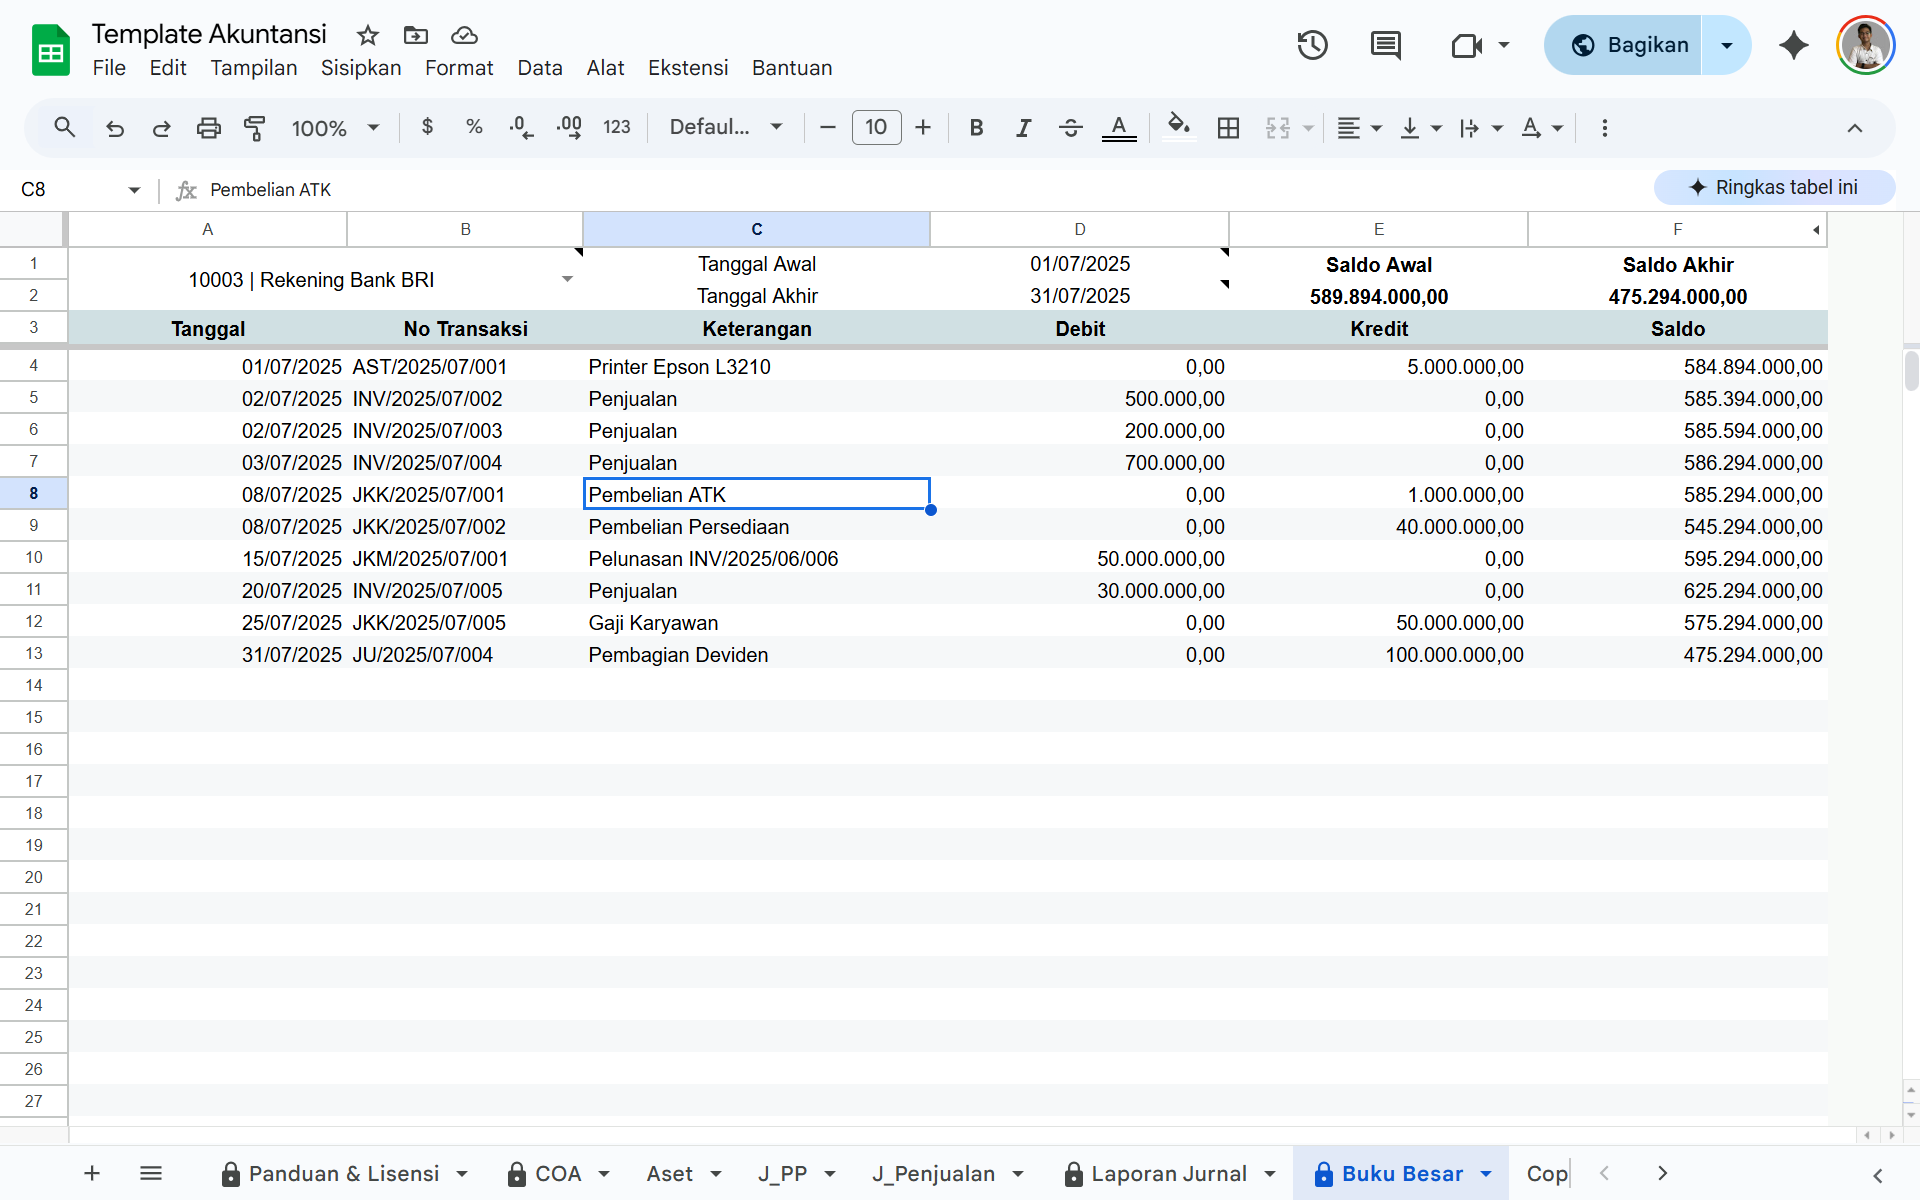 Template Akuntansi
File Edit Tampilan Sisipkan Format Data Alat Ekstensi Bantuan
Bagikan
100% $ % .0 .00 123 Defaul... 10 B I A A
C8 fx Pembelian ATK
Ringkas tabel ini
A B C D E F
1 10003 | Rekening Bank BRI Tanggal Awal 01/07/2025 Saldo Awal Saldo Akhir
2 Tanggal Akhir 31/07/2025 589.894.000,00 475.294.000,00
3 Tanggal No Transaksi Keterangan Debit Kredit Saldo
4 01/07/2025 AST/2025/07/001 Printer Epson L3210 0,00 5.000.000,00 584.894.000,00
5 02/07/2025 INV/2025/07/002 Penjualan 500.000,00 0,00 585.394.000,00
6 02/07/2025 INV/2025/07/003 Penjualan 200.000,00 0,00 585.594.000,00
7 03/07/2025 INV/2025/07/004 Penjualan 700.000,00 0,00 586.294.000,00
8 08/07/2025 JKK/2025/07/001 Pembelian ATK 0,00 1.000.000,00 585.294.000,00
9 08/07/2025 JKK/2025/07/002 Pembelian Persediaan 0,00 40.000.000,00 545.294.000,00
10 15/07/2025 JKM/2025/07/001 Pelunasan INV/2025/06/006 50.000.000,00 0,00 595.294.000,00
11 20/07/2025 INV/2025/07/005 Penjualan 30.000.000,00 0,00 625.294.000,00
12 25/07/2025 JKK/2025/07/005 Gaji Karyawan 0,00 50.000.000,00 575.294.000,00
13 31/07/2025 JU/2025/07/004 Pembagian Deviden 0,00 100.000.000,00 475.294.000,00
14
15
16
17
18
19
20
21
22
23
24
25
26
27
Panduan & Lisensi COA Aset J_PP J_Penjualan Laporan Jurnal Buku Besar Cop